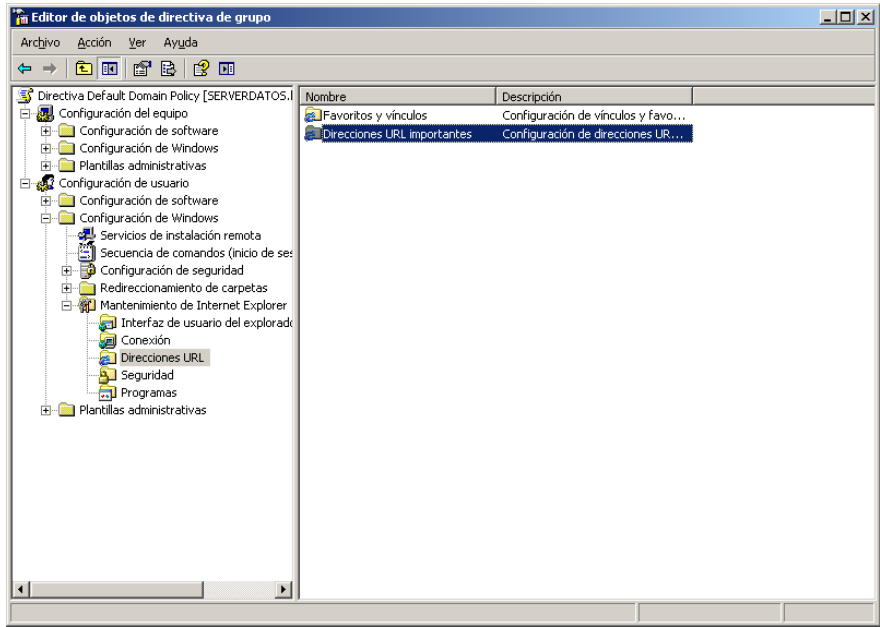 Editor de objetos de directiva de grupo
Archivo Acción Ver Ayuda
Directiva Default Domain Policy [SERVERDATOS.l
Configuración del equipo
Configuración de software
Configuración de Windows
Plantillas administrativas
Configuración de usuario
Configuración de software
Configuración de Windows
Servicios de instalación remota
Secuencia de comandos (inicio de ses
Configuración de seguridad
Redireccionamiento de carpetas
Mantenimiento de Internet Explorer
Interfaz de usuario del explorado
Conexión
Direcciones URL
Seguridad
Programas
Plantillas administrativas
Nombre Descripción
Favoritos y vínculos Configuración de vínculos y favo...
Direcciones URL importantes Configuración de direcciones UR...